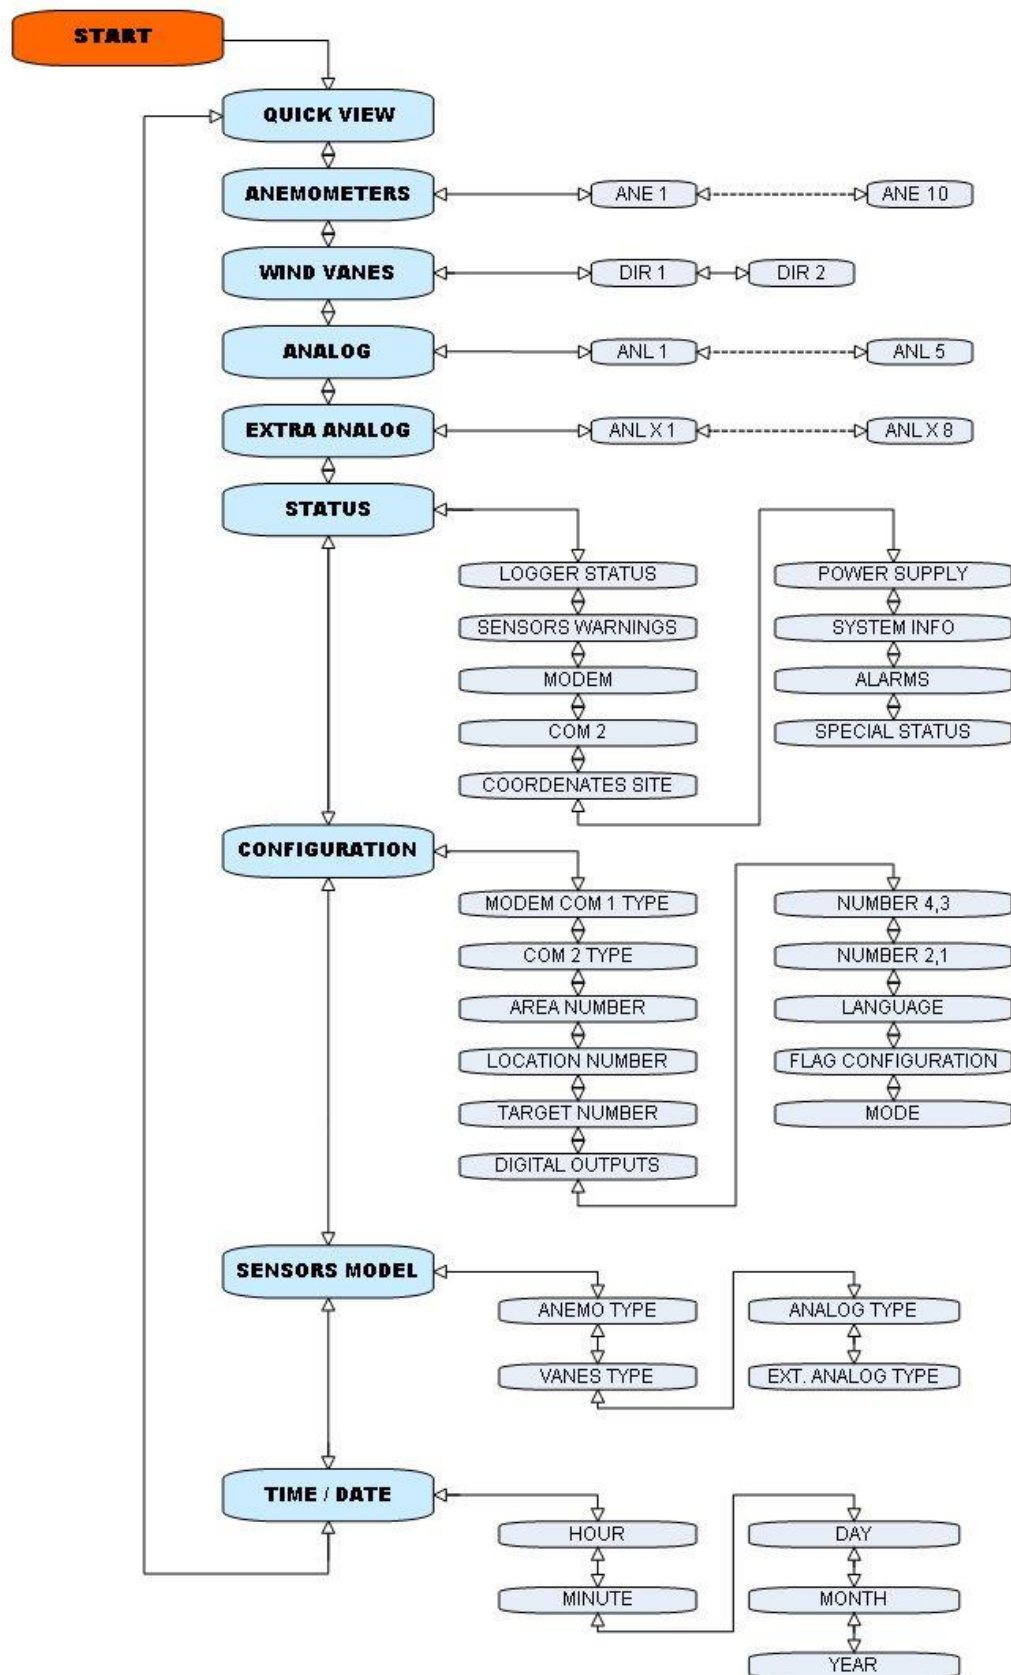 START
QUICK VIEW
ANEMOMETERS
ANE 1
ANE 10
WIND VANES
DIR 1
DIR 2
ANALOG
ANL 1
ANL 5
EXTRA ANALOG
ANL X 1
ANL X 8
STATUS
LOGGER STATUS
SENSORS WARNINGS
MODEM
COM 2
COORDENATES SITE
POWER SUPPLY
SYSTEM INFO
ALARMS
SPECIAL STATUS
CONFIGURATION
MODEM COM 1 TYPE
COM 2 TYPE
AREA NUMBER
LOCATION NUMBER
TARGET NUMBER
DIGITAL OUTPUTS
NUMBER 4,3
NUMBER 2,1
LANGUAGE
FLAG CONFIGURATION
MODE
SENSORS MODEL
ANEMO TYPE
VANES TYPE
ANALOG TYPE
EXT. ANALOG TYPE
TIME / DATE
HOUR
MINUTE
DAY
MONTH
YEAR